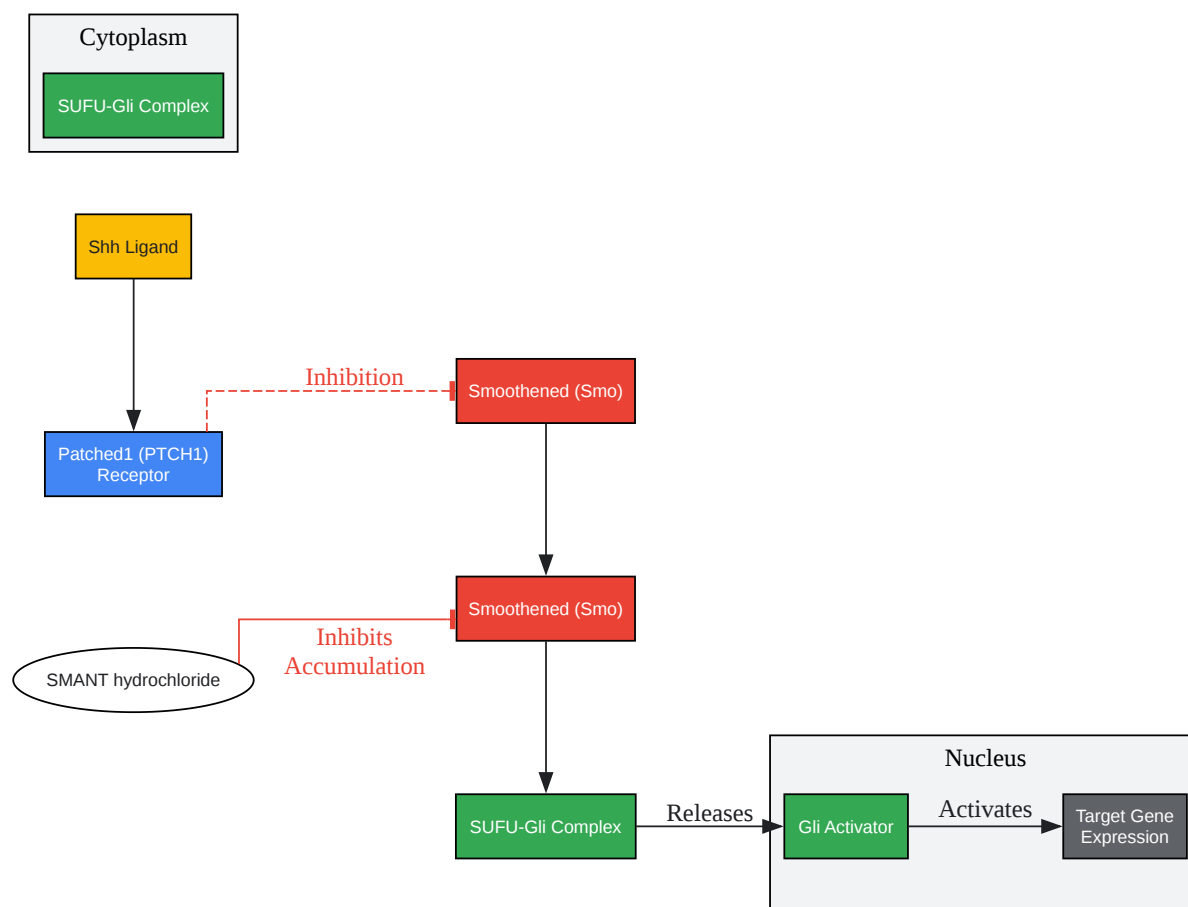 Cytoplasm
SUFU-Gli Complex
Shh Ligand
Inhibition
Smoothened (Smo)
Patched1 (PTCH1)
Receptor
Smoothened (Smo)
Inhibits
Accumulation
SMANT hydrochloride
Nucleus
SUFU-Gli Complex
Releases
Gli Activator
Activates
Target Gene
Expression